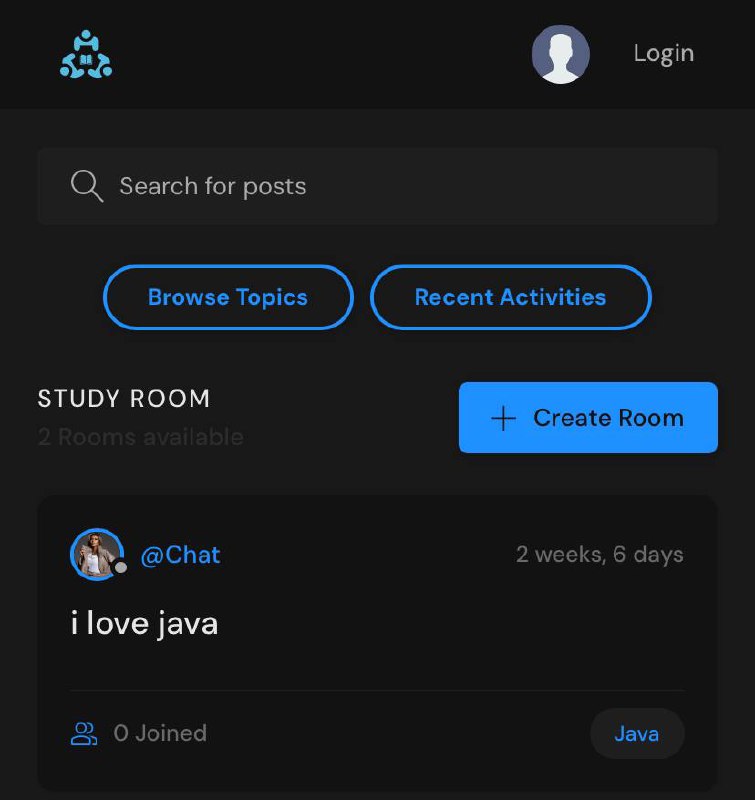 Login
Search for posts
Browse Topics
Recent Activities
STUDY ROOM
2 Rooms available
Create Room
@Chat
2 weeks, 6 days
i love java
0 Joined
Java